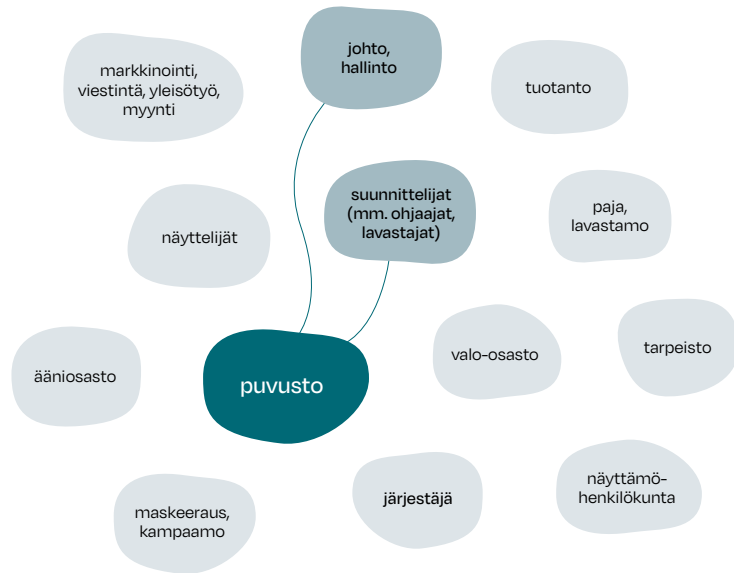 johto,
hallinto
markkinointi,
viestintä, yleisötyö,
myynti
tuotanto
suunnittelijat
(mm. ohjaajat,
lavastajat)
paja,
lavastamo
näyttelijät
valo-osasto
tarpeisto
ääniosasto
puvusto
näyttämö-
henkilökunta
järjestäjä
maskeeraus,
kampaamo